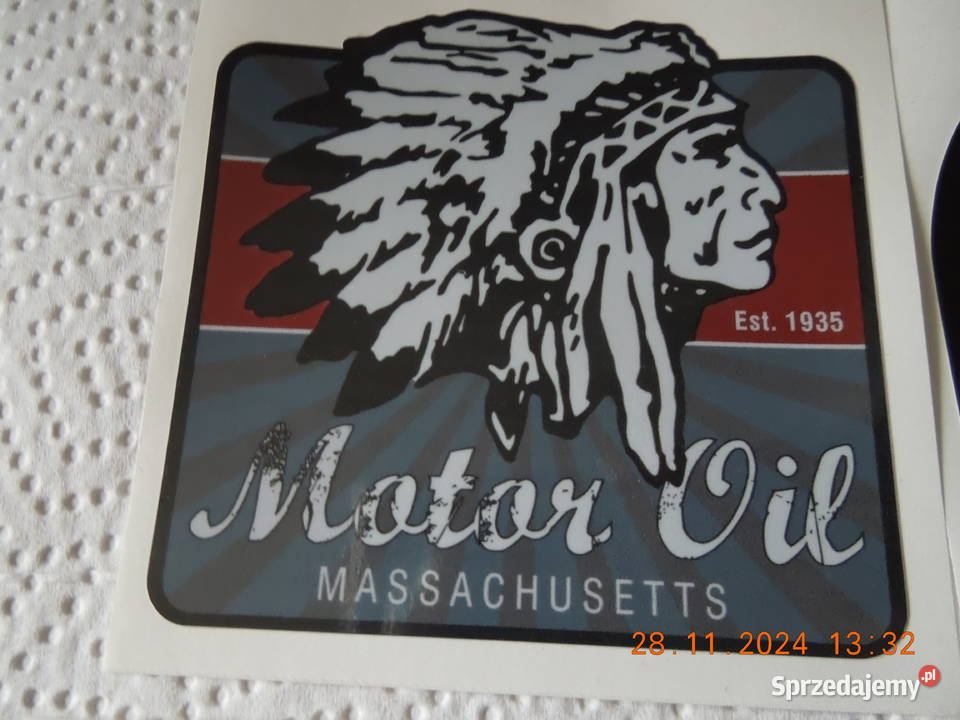 Est. 1935
Motor Oil
MASSACHUSETTS
28.11.2024 13:32
Sprzedajemy.pl